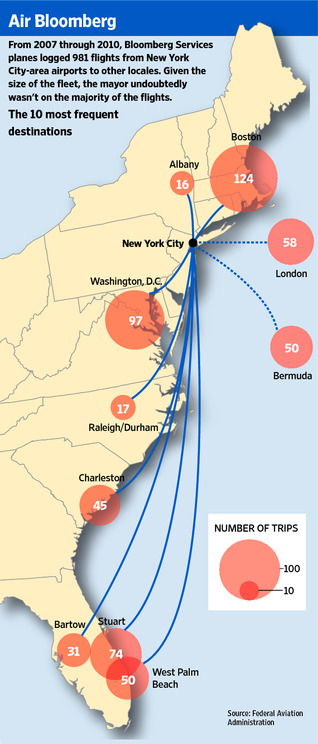 Air Bloomberg
From 2007 through 2010, Bloomberg Services
planes logged 981 flights from New York
City-area airports to other locales. Given the
size of the fleet, the mayor undoubtedly
wasn't on the majority of the flights.
The 10 most frequent
destinations
Boston
124
Albany
16
New York City
58
London
Washington, D.C.
97
50
Bermuda
17
Raleigh/Durham
Charleston
45
NUMBER OF TRIPS
100
10
Bartow
31
Stuart
74
50
West Palm
Beach
Source: Federal Aviation
Administration